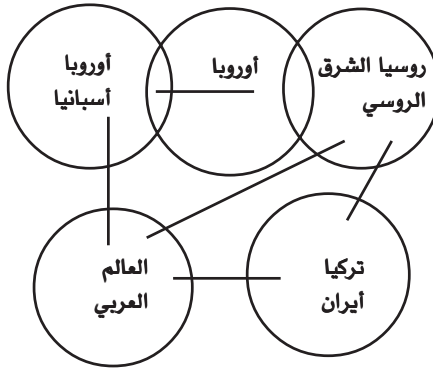 روسيا الشرق
الروسي
أوروبا
أوروبا
أسبانيا
تركيا
أيران
العالم
العربي